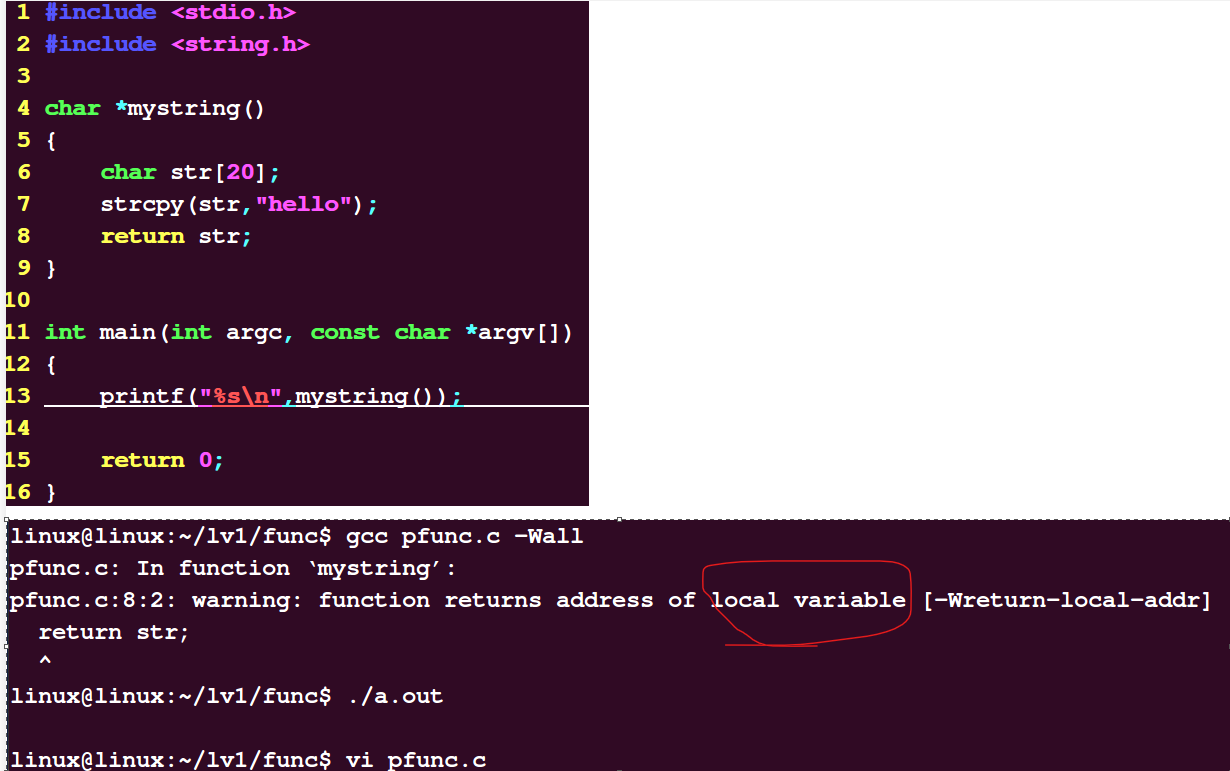 1 #include <stdio.h>
2 #include <string.h>
3
4 char *mystring()
5 {
6     char str[20];
7     strcpy(str,"hello");
8     return str;
9 }
10
11 int main(int argc, const char *argv[])
12 {
13     printf("%s\n",mystring());
14
15     return 0;
16 }
linux@linux:~/lv1/func$ gcc pfunc.c -Wall
pfunc.c: In function ‘mystring’:
pfunc.c:8:2: warning: function returns address of local variable [-Wreturn-local-addr]
  return str;
  ^
linux@linux:~/lv1/func$ ./a.out
linux@linux:~/lv1/func$ vi pfunc.c